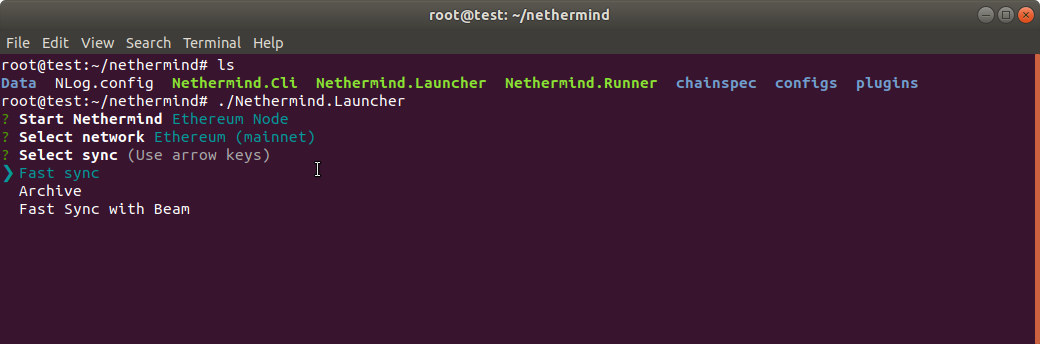 root@test: ~/nethermind
File Edit View Search Terminal Help
root@test:~/nethermind# ls
Data NLog.config Nethermind.Cli Nethermind.Launcher Nethermind.Runner chainspec configs plugins
root@test:~/nethermind# ./Nethermind.Launcher
? Start Nethermind Ethereum Node
? Select network Ethereum (mainnet)
? Select sync (Use arrow keys)
❯ Fast sync
Archive
Fast Sync with Beam